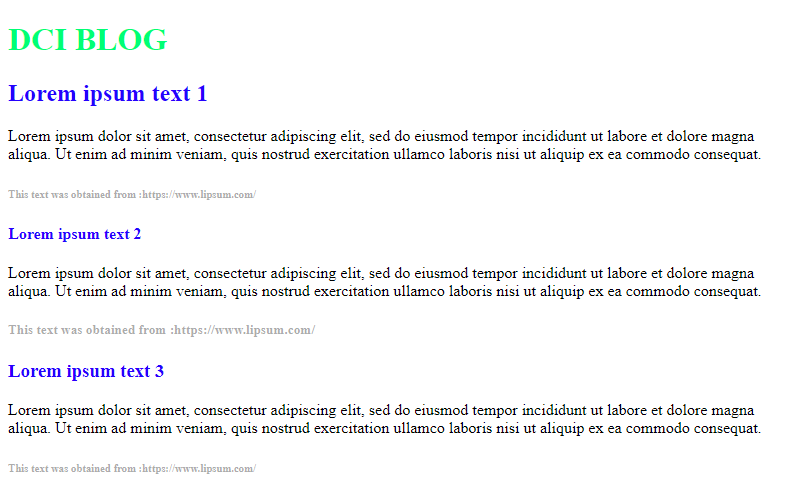 DCI BLOG
Lorem ipsum text 1
Lorem ipsum dolor sit amet, consectetur adipiscing elit, sed do eiusmod tempor incididunt ut labore et dolore magna
aliqua. Ut enim ad minim veniam, quis nostrud exercitation ullamco laboris nisi ut aliquip ex ea commodo consequat.
This text was obtained from :https://www.lipsum.com/
Lorem ipsum text 2
Lorem ipsum dolor sit amet, consectetur adipiscing elit, sed do eiusmod tempor incididunt ut labore et dolore magna
aliqua. Ut enim ad minim veniam, quis nostrud exercitation ullamco laboris nisi ut aliquip ex ea commodo consequat.
This text was obtained from :https://www.lipsum.com/
Lorem ipsum text 3
Lorem ipsum dolor sit amet, consectetur adipiscing elit, sed do eiusmod tempor incididunt ut labore et dolore magna
aliqua. Ut enim ad minim veniam, quis nostrud exercitation ullamco laboris nisi ut aliquip ex ea commodo consequat.
This text was obtained from :https://www.lipsum.com/